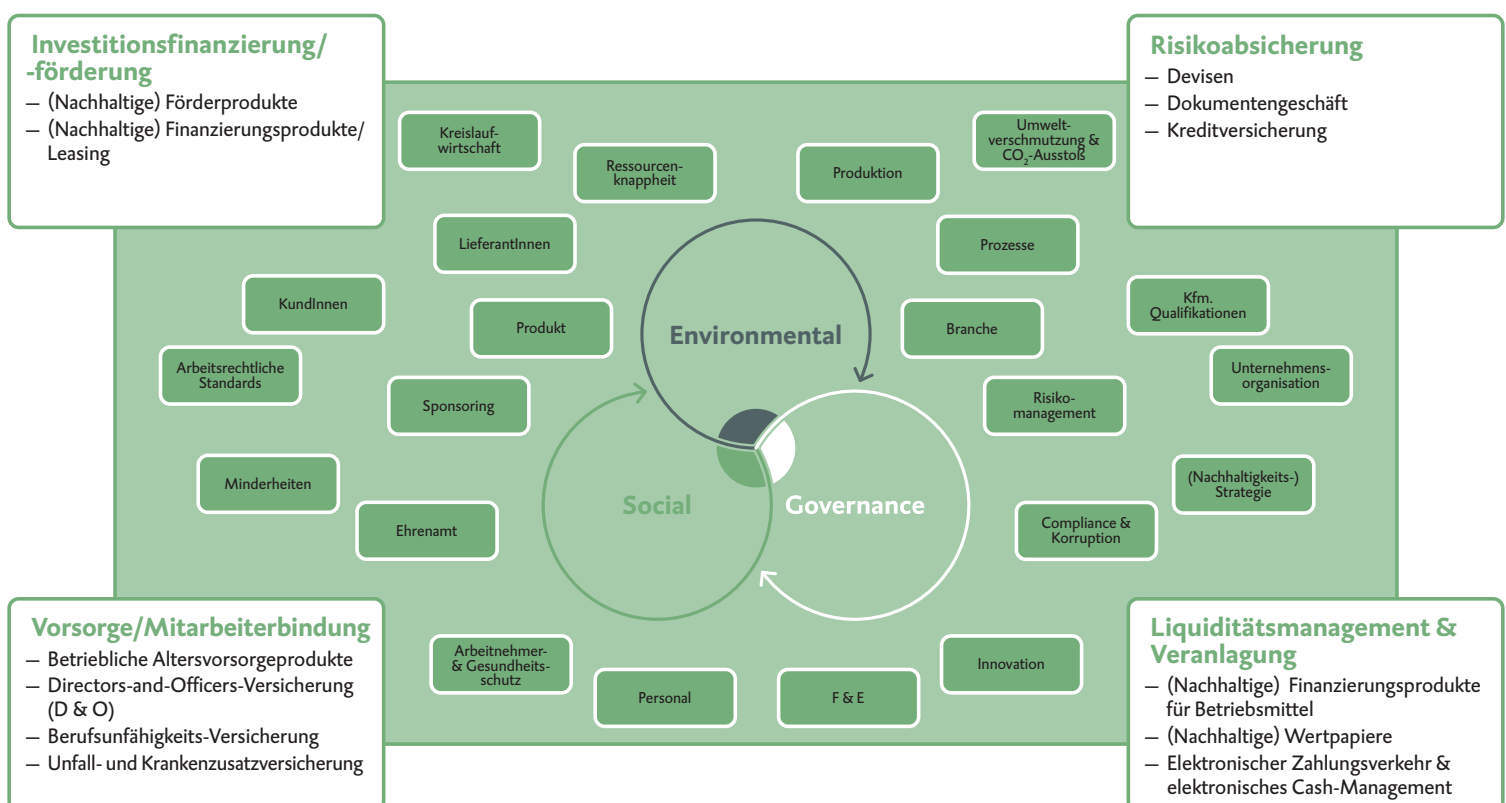 Investitionsfinanzierung/
-förderung
— (Nachhaltige) Förderprodukte
— (Nachhaltige) Finanzierungsprodukte/
Leasing
Risikoabsicherung
— Devisen
— Dokumentengeschäft
— Kreditversicherung
Kreislauf-
wirtschaft
Ressourcen-
knappheit
Produktion
Umwelt-
verschmutzung &
CO₂-Ausstoß
LieferantInnen
Prozesse
KundInnen
Produkt
Environmental
Branche
Kfm.
Qualifikationen
Arbeitsrechtliche
Standards
Sponsoring
Risiko-
management
Unternehmens-
organisation
Minderheiten
Ehrenamt
Social
Governance
Compliance &
Korruption
(Nachhaltigkeits-)
Strategie
Arbeitnehmer-
& Gesundheits-
schutz
Personal
F & E
Innovation
Vorsorge/Mitarbeiterbindung
— Betriebliche Altersvorsorgeprodukte
— Directors-and-Officers-Versicherung
(D & O)
— Berufsunfähigkeits-Versicherung
— Unfall- und Krankenzusatzversicherung
Liquiditätsmanagement &
Veranlagung
— (Nachhaltige) Finanzierungsprodukte
für Betriebsmittel
— (Nachhaltige) Wertpapiere
— Elektronischer Zahlungsverkehr &
elektronisches Cash-Management